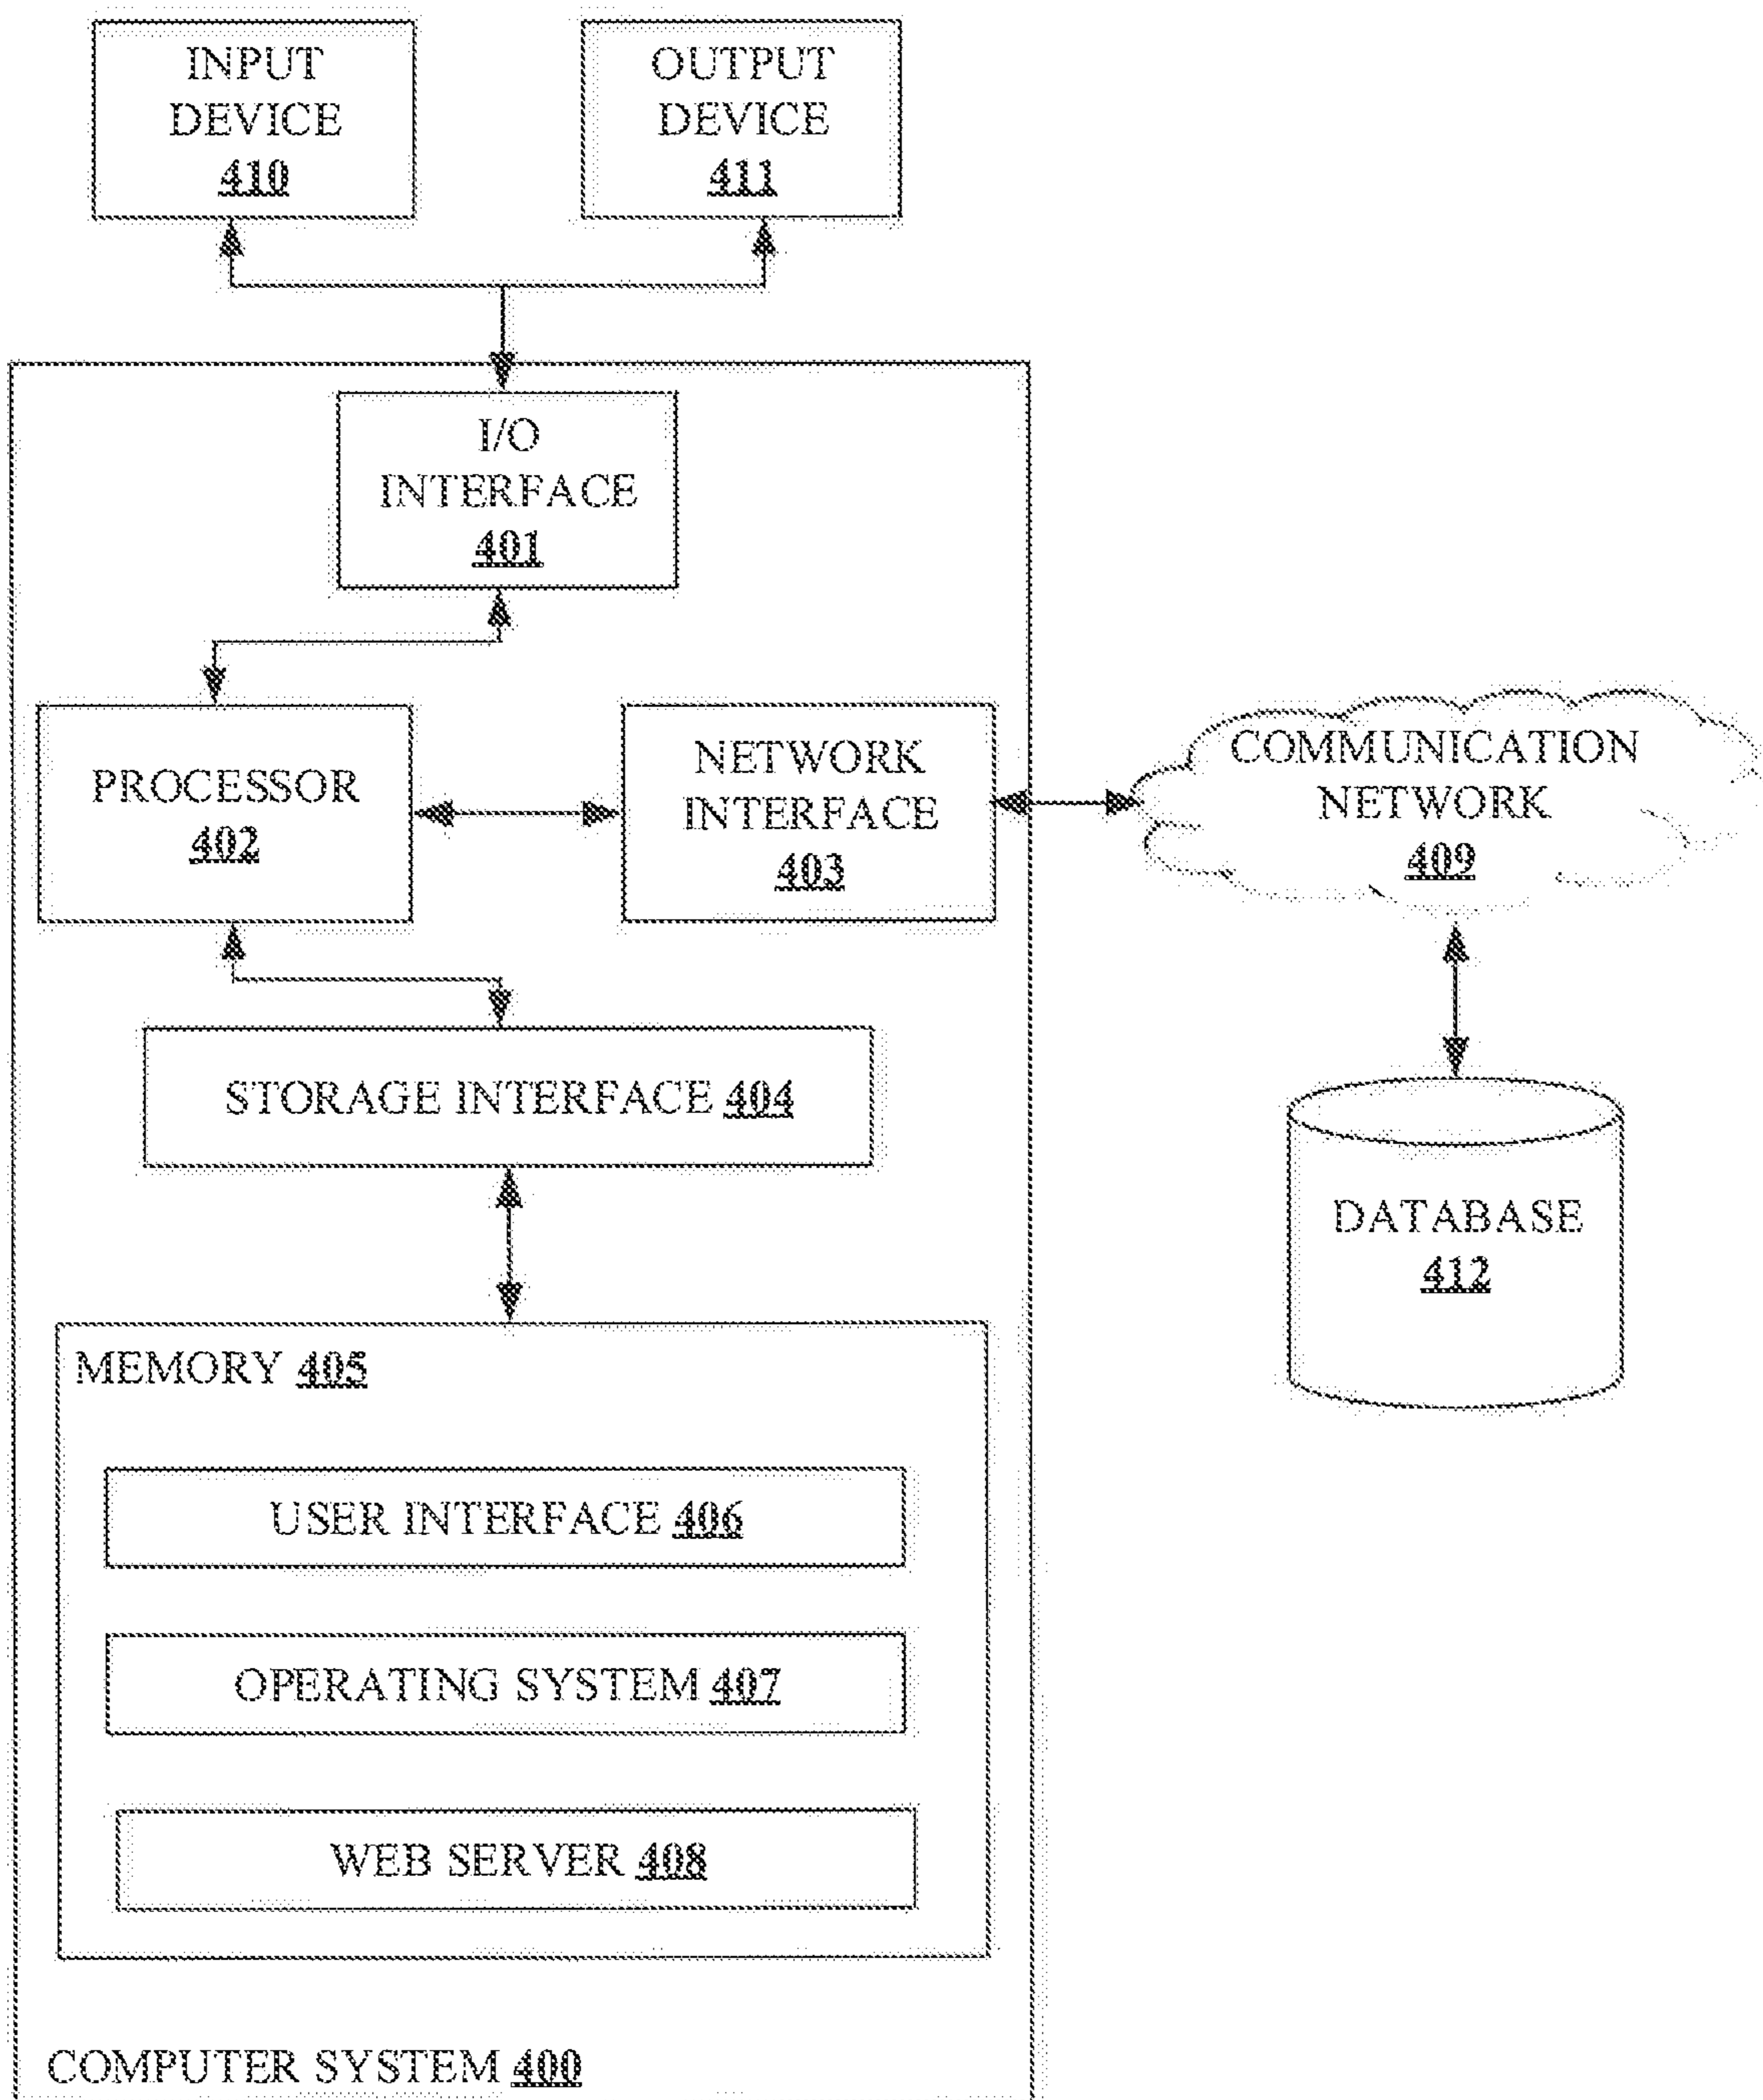 INPUT
DEVICE
410
OUTPUT
DEVICE
411
I/O
INTERFACE
401
PROCESSOR
402
NETWORK
INTERFACE
403
COMMUNICATION
NETWORK
409
STORAGE INTERFACE 404
DATABASE
412
MEMORY 405
USER INTERFACE 406
OPERATING SYSTEM 407
WEB SERVER 408
COMPUTER SYSTEM 400